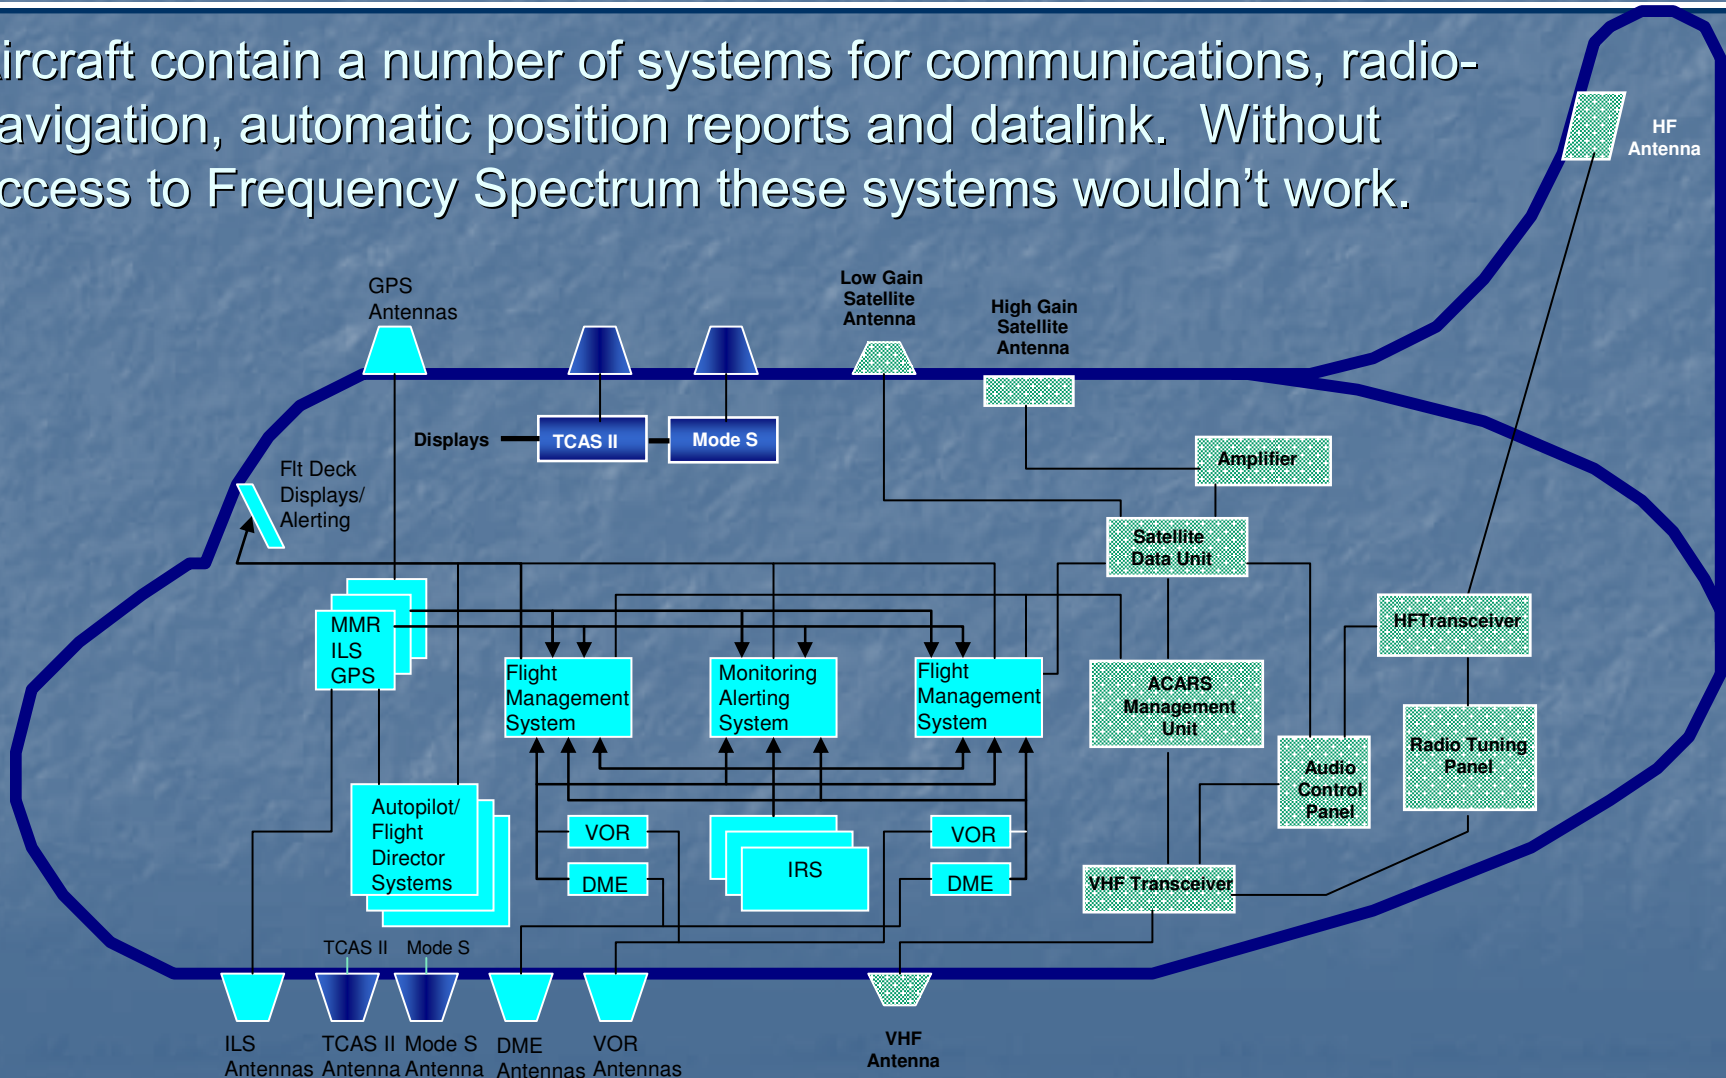 ircraft contain a number of systems for communications, radio-
avigation, automatic position reports and datalink. Without
ccess to Frequency Spectrum these systems wouldn't work.
HF
Antenna
GPS
Antennas
Low Gain
Satellite
Antenna
High Gain
Satellite
Antenna
Displays
TCAS II
Mode S
Amplifier
Flt Deck
Displays/
Alerting
Satellite
Data Unit
MMR
ILS
GPS
HFTransceiver
Flight
Management
System
Monitoring
Alerting
System
Flight
Management
System
ACARS
Management
Unit
Radio Tuning
Panel
Audio
Control
Panel
Autopilot/
Flight
Director
Systems
VOR
DME
IRS
VOR
DME
VHF Transceiver
TCAS II
Mode S
ILS
Antennas
TCAS II
Antenna
Mode S
Antenna
DME
Antennas
VOR
Antennas
VHF
Antenna